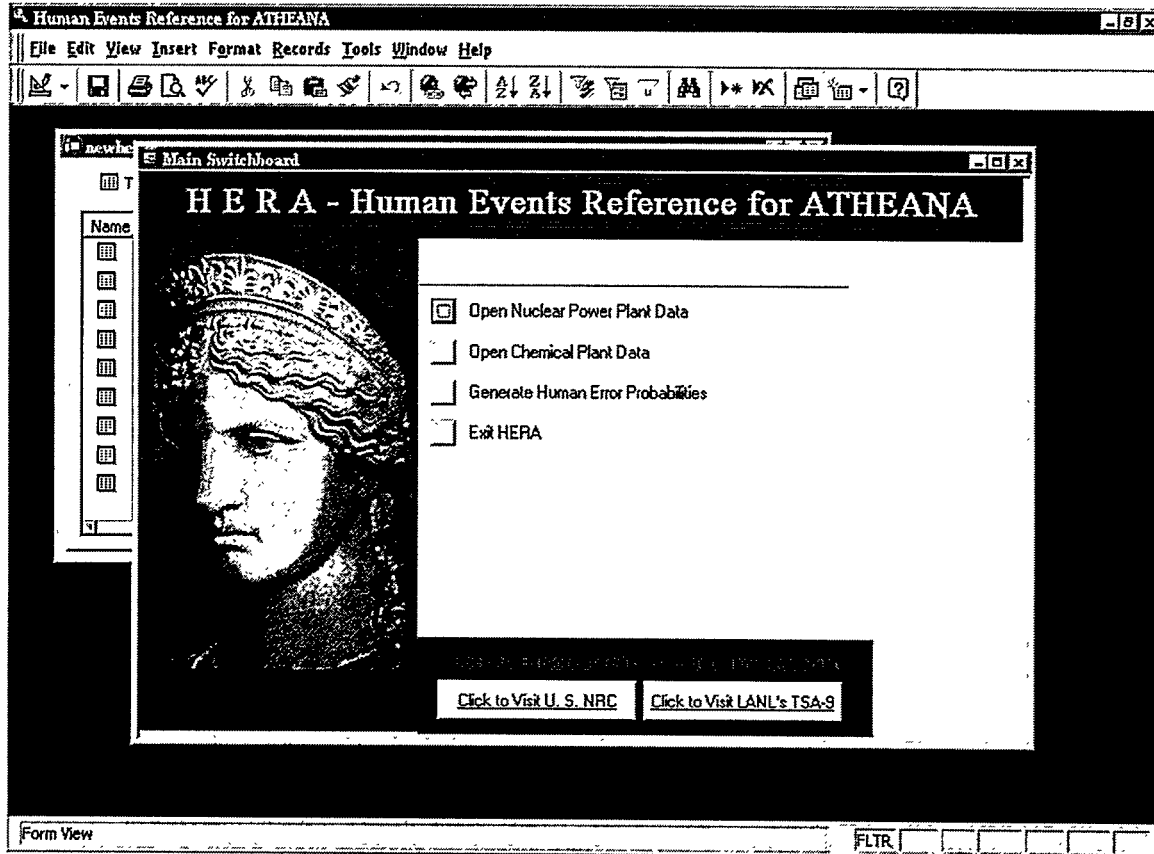 Human Events Reference for ATHEANA
File Edit View Insert Format Records Tools Window Help
Main Switchboard
H E R A - Human Events Reference for ATHEANA
Name
Open Nuclear Power Plant Data
Open Chemical Plant Data
Generate Human Error Probabilities
Exit HERA
Click to Visit U. S. NRC
Click to Visit LANL's TSA-9
Form View
FLTR